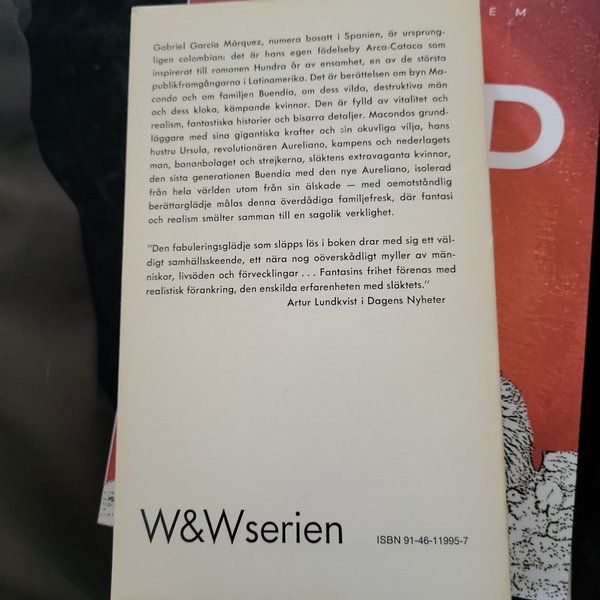 E M
D
Gabriel García Márquez, numera bosatt i Spanien, är ursprung-
ligen colombian: det är hans egen födelseby Arca-Cataca som
inspirerat till romanen Hundra år av ensamhet, en av de största
publikframgångarna i Latinamerika. Det är berättelsen om byn Ma-
condo och om familjen Buendía, om dess vilda, destruktiva män
och dess kloka, kämpande kvinnor. Den är fylld av vitalitet och
realism, fantastiska historier och bisarra detaljer. Macondos grund-
läggare med sina gigantiska krafter och sin okuvliga vilja, hans
hustru Ursula, revolutionären Aureliano, kampens och nederlagets
man, bananbolaget och strejkerna, släktens extravaganta kvinnor,
den sista generationen Buendía med den nye Aureliano, isolerad
från hela världen utom från sin älskade — med oemotståndlig
berättarglädje målas denna överdådiga familjefresk, där fantasi
och realism smälter samman till en sagolik verklighet.
"Den fabuleringsglädje som släpps lös i boken drar med sig ett väl-
digt samhällsskeende, ett nära nog oöverskådligt myller av män-
niskor, livsöden och förvecklingar . . . Fantasins frihet förenas med
realistisk förankring, den enskilda erfarenheten med släktets."
Artur Lundkvist i Dagens Nyheter
W&Wserien
ISBN 91-46-11995-7